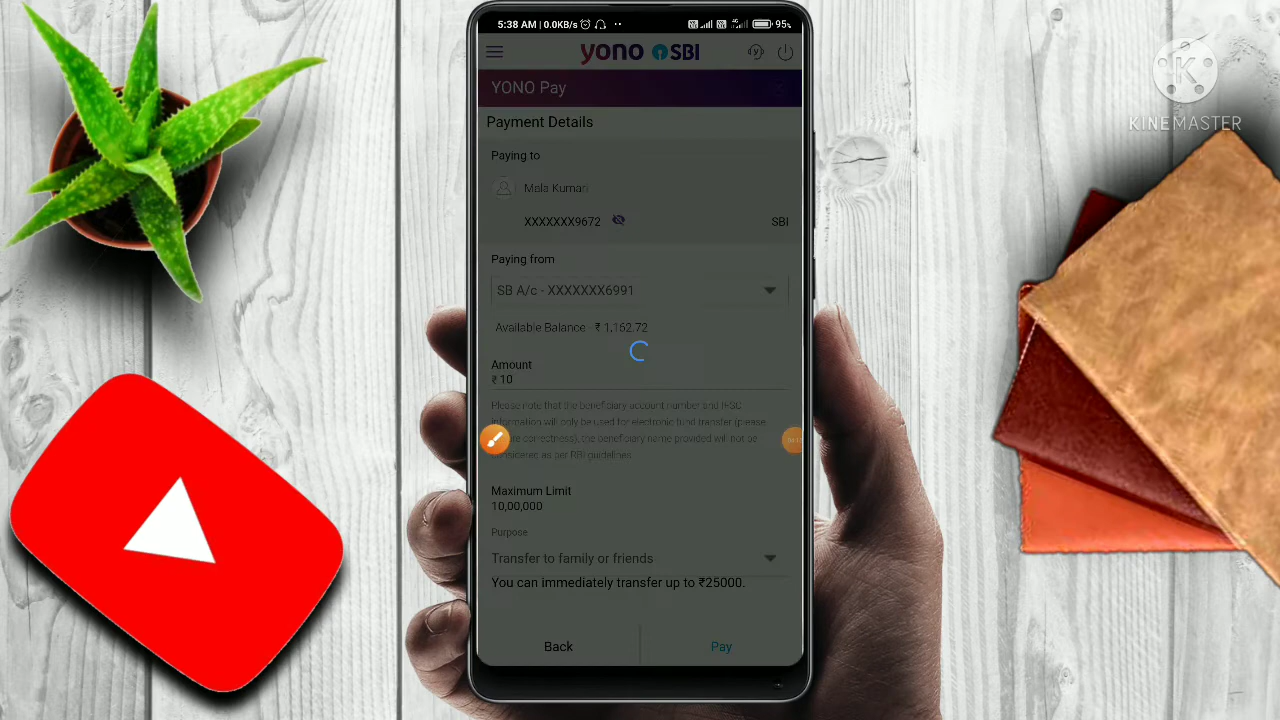 5:38 AM | 0.0KB/s
95%
yono SBI
YONO Pay
Payment Details
Paying to
Mala Kumari
XXXXXXX9672
SBI
Paying from
SB A/c - XXXXXXX6991
Available Balance - ₹ 1,162.72
Amount
₹ 10
Please note that the beneficiary account number and IFSC
information will only be used for electronic fund transfer (please
correctness), the beneficiary name provided will not be
considered as per RBI guidelines.
Maximum Limit
10,00,000
Purpose
Transfer to family or friends
You can immediately transfer up to ₹25000.
Back
Pay
KINEMASTER